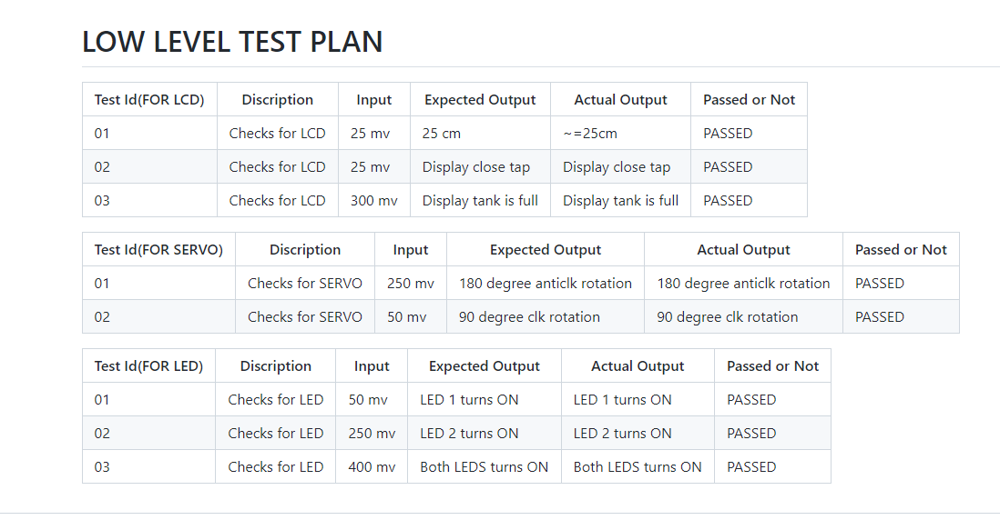 LOW LEVEL TEST PLAN
Test Id(FOR LCD) Discription Input Expected Output Actual Output Passed or Not
01 Checks for LCD 25 mv 25 cm ~=25cm PASSED
02 Checks for LCD 25 mv Display close tap Display close tap PASSED
03 Checks for LCD 300 mv Display tank is full Display tank is full PASSED
Test Id(FOR SERVO) Discription Input Expected Output Actual Output Passed or Not
01 Checks for SERVO 250 mv 180 degree anticlk rotation 180 degree anticlk rotation PASSED
02 Checks for SERVO 50 mv 90 degree clk rotation 90 degree clk rotation PASSED
Test Id(FOR LED) Discription Input Expected Output Actual Output Passed or Not
01 Checks for LED 50 mv LED 1 turns ON LED 1 turns ON PASSED
02 Checks for LED 250 mv LED 2 turns ON LED 2 turns ON PASSED
03 Checks for LED 400 mv Both LEDS turns ON Both LEDS turns ON PASSED